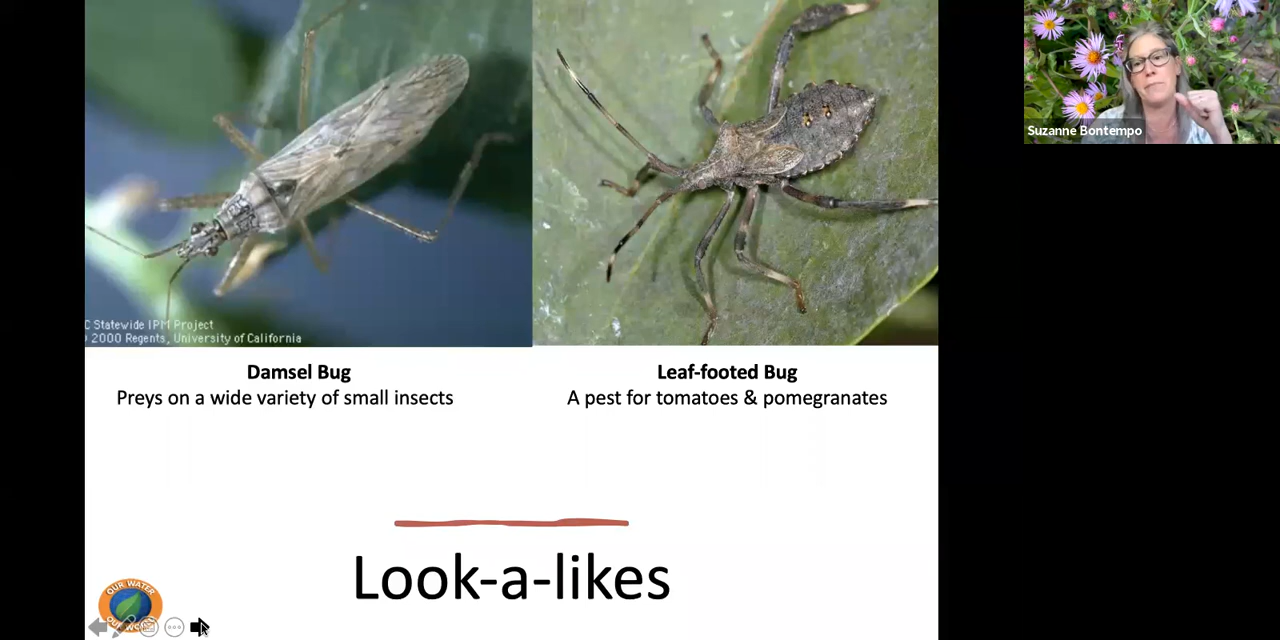 Suzanne Bontempo
C Statewide IPM Project
2000 Regents, University of California
Damsel Bug
Preys on a wide variety of small insects
Leaf-footed Bug
A pest for tomatoes & pomegranates
Look-a-likes
OUR WATER